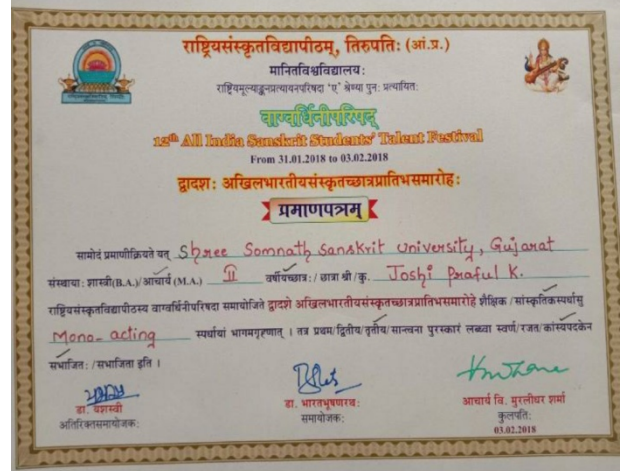 राष्ट्रियसंस्कृतविद्यापीठम्, तिरुपतिः (आं.प्र.)
मानितविश्वविद्यालयः
राष्ट्रियमूल्याङ्कनप्रत्यायनपरिषदा 'ए' श्रेण्या पुनः प्रत्यायितः
वाग्वर्धिनीपरिषद्
12th All India Sanskrit Students' Talent Festival
From 31.01.2018 to 03.02.2018
द्वादशः अखिलभारतीयसंस्कृतच्छात्रप्रातिभसमारोहः
प्रमाणपत्रम्
सामोदं प्रमाणीक्रियते यत् Shree Somnath Sanskrit University, Gujarat
संस्थायाः शास्त्री(B.A.)/आचार्य (M.A.) II वर्षीयच्छात्रः / छात्रा श्री/कु. Joshi Praful K.
राष्ट्रियसंस्कृतविद्यापीठस्य वाग्वर्धिनीपरिषदा समायोजिते द्वादशे अखिलभारतीयसंस्कृतच्छात्रप्रातिभसमारोहे शैक्षिक /सांस्कृतिकस्पर्धासु
Mono-acting स्पर्धायां भागमगृह्णात् । तत्र प्रथम/द्वितीय/तृतीय/सान्त्वना पुरस्कारं लब्ध्वा स्वर्ण/रजत/कांस्यपदकेन
सभाजितः /सभाजिता इति ।
डा. यशस्वी
अतिरिक्तसमायोजकः
डा. भारतभूषणरथः
समायोजकः
आचार्य वि. मुरलीधर शर्मा
कुलपतिः
03.02.2018